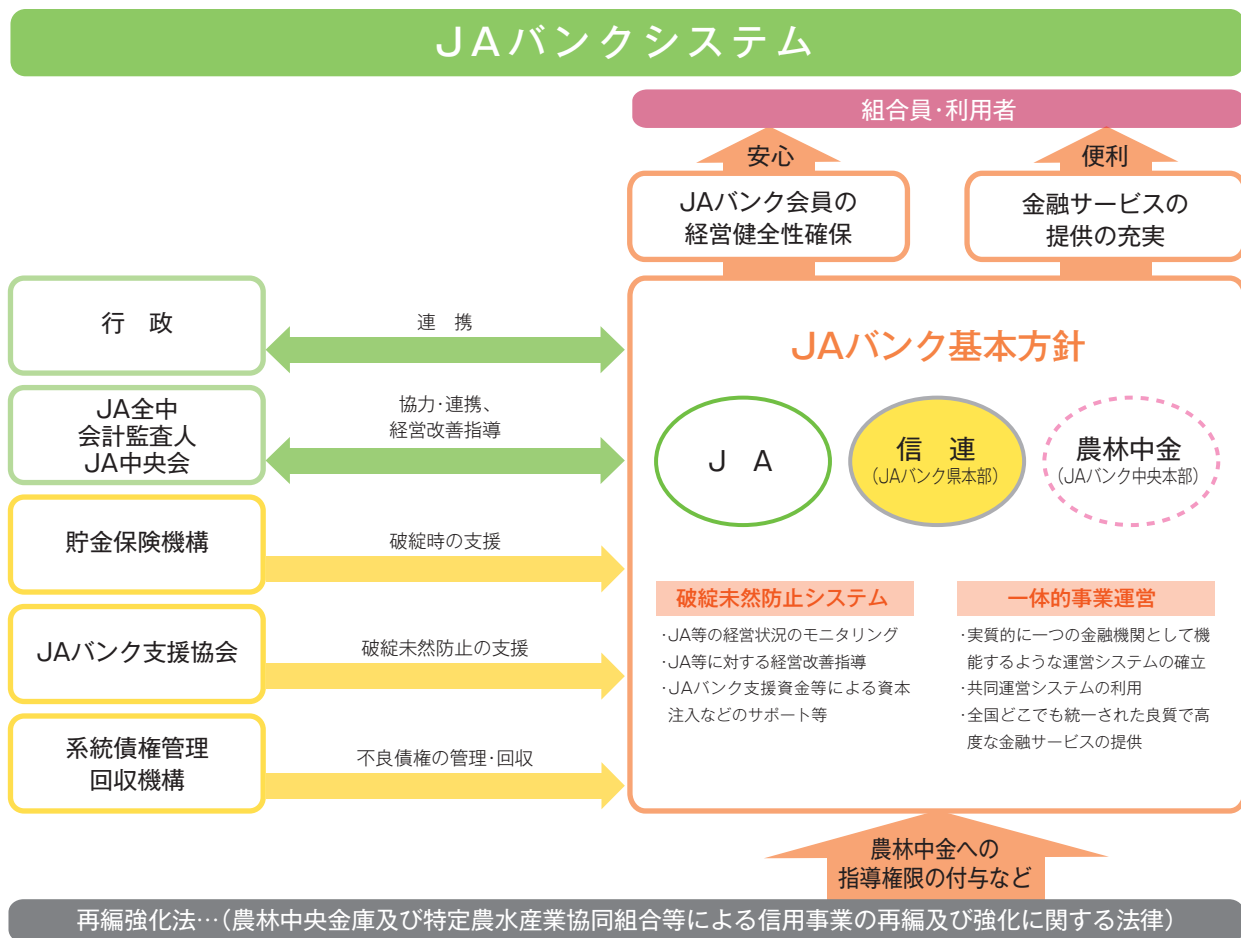 JAバンクシステム
組合員･利用者
安心
便利
JAバンク会員の
経営健全性確保
金融サービスの
提供の充実
行　政
連　携
JA全中
会計監査人
JA中央会
協力･連携、
経営改善指導
貯金保険機構
破綻時の支援
JAバンク支援協会
破綻未然防止の支援
系統債権管理
回収機構
不良債権の管理･回収
JAバンク基本方針
J　A
信　連
（JAバンク県本部）
農林中金
（JAバンク中央本部）
破綻未然防止システム
･JA等の経営状況のモニタリング
･JA等に対する経営改善指導
･JAバンク支援資金等による資本
注入などのサポート等
一体的事業運営
･実質的に一つの金融機関として機
能するような運営システムの確立
･共同運営システムの利用
･全国どこでも統一された良質で高
度な金融サービスの提供
農林中金への
指導権限の付与など
再編強化法…（農林中央金庫及び特定農水産業協同組合等による信用事業の再編及び強化に関する法律）